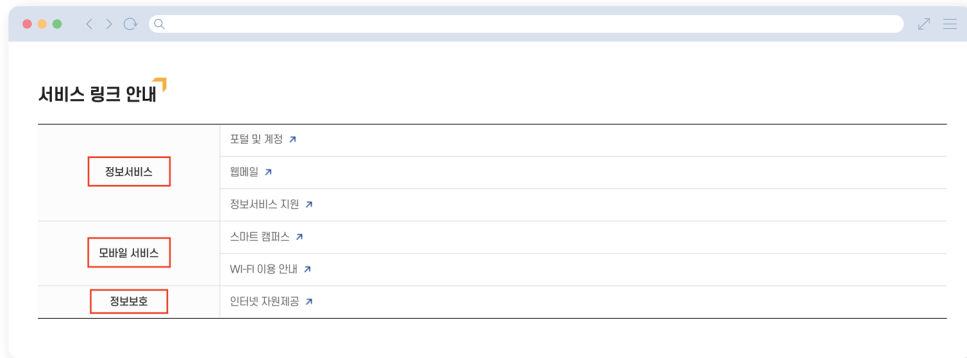 서비스 링크 안내
정보서비스
포털 및 계정
웹메일
정보서비스 지원
모바일 서비스
스마트 캠퍼스
WI-FI 이용 안내
정보보호
인터넷 자원제공